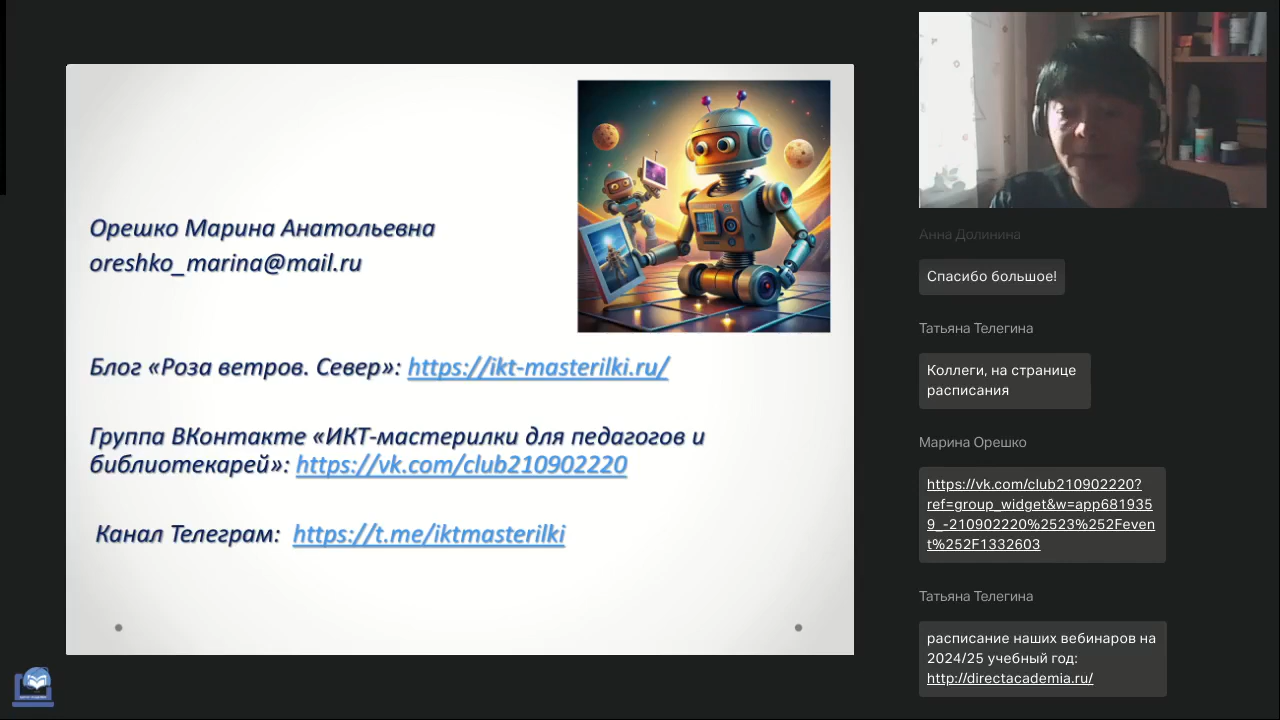 Орешко Марина Анатольевна
oreshko_marina@mail.ru
Блог «Роза ветров. Север»: https://ikt-masterilki.ru/
Группа ВКонтакте «ИКТ-мастерилки для педагогов и
библиотекарей»: https://vk.com/club210902220
Канал Телеграм: https://t.me/iktmasterilki
Анна Долинина
Спасибо большое!
Татьяна Телегина
Коллеги, на странице
расписания
Марина Орешко
https://vk.com/club210902220?
ref=group_widget&w=app681935
9_-210902220%2523%252Feven
t%252F1332603
Татьяна Телегина
расписание наших вебинаров на
2024/25 учебный год:
http://directacademia.ru/